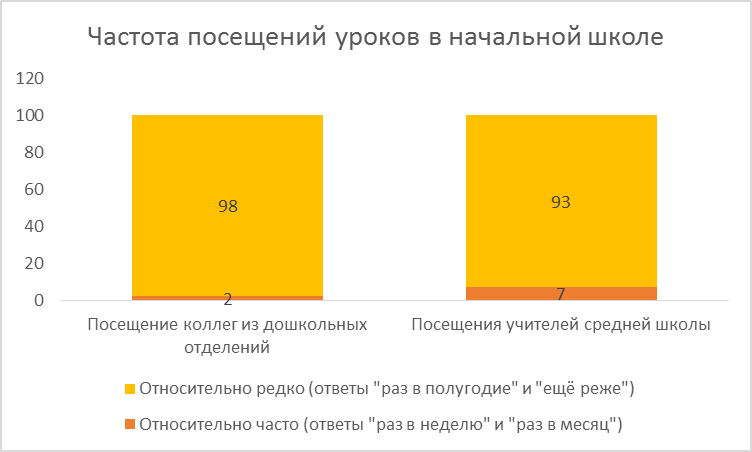 Частота посещений уроков в начальной школе
120
100
80
60
40
20
0
98
2
93
7
Посещение коллег из дошкольных
отделений
Посещения учителей средней школы
Относительно редко (ответы "раз в полугодие" и "ещё реже")
Относительно часто (ответы "раз в неделю" и "раз в месяц")